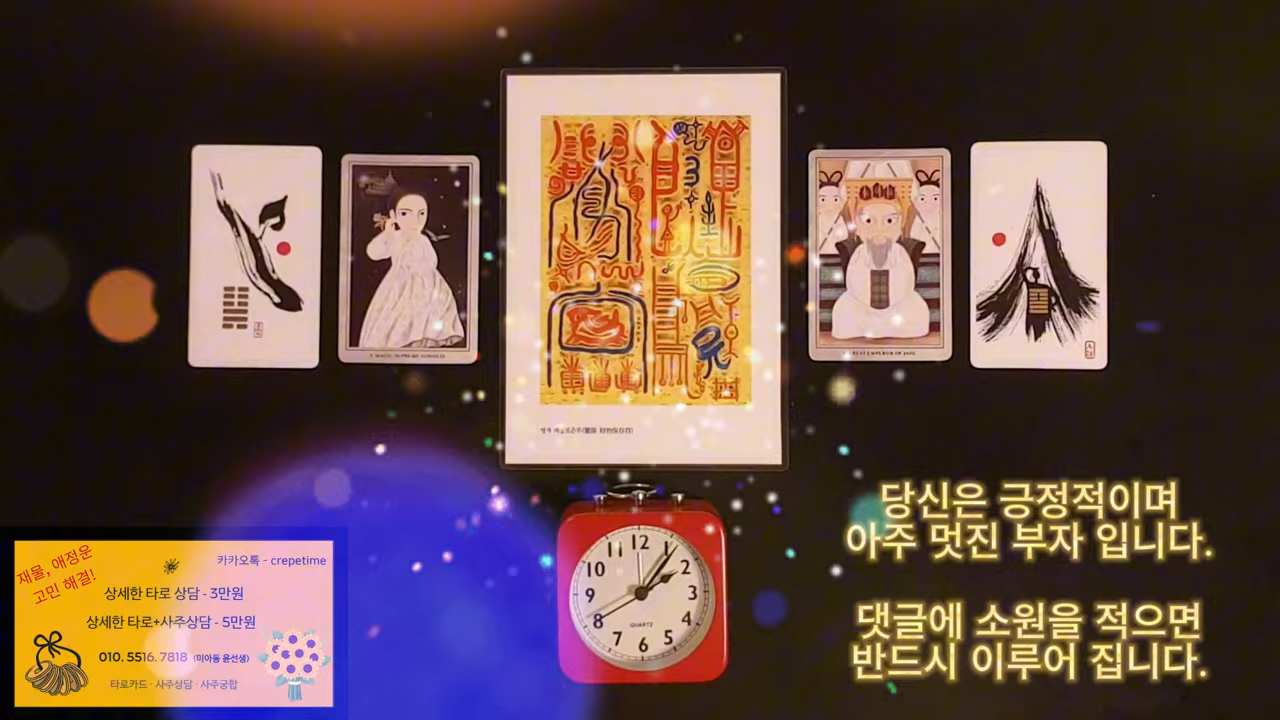 12
1
2
3
4
5
6
7
8
9
10
11
QUARTZ
당신은 긍정적이며
아주 멋진 부자 입니다.
댓글에 소원을 적으면
반드시 이루어 집니다.
재물, 애정운
고민 해결!
카카오톡 - crepetime
상세한 타로 상담 - 3만원
상세한 타로+사주상담 - 5만원
010. 5516. 7818 (미아동 윤선생)
타로카드 · 사주상담 · 사주궁합